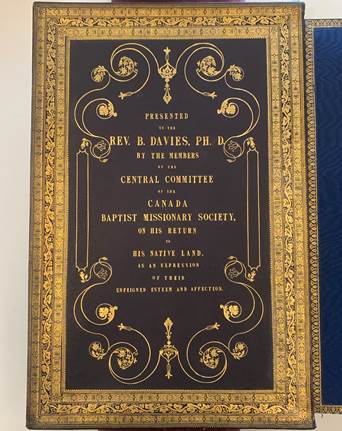 PRESENTED
TO THE
REV. B. DAVIES, PH. D.
BY THE MEMBERS
OF THE
CENTRAL COMMITTEE
OF THE
CANADA
BAPTIST MISSIONARY SOCIETY,
ON HIS RETURN
TO
HIS NATIVE LAND,
AS AN EXPRESSION
OF THEIR
UNFEIGNED ESTEEM AND AFFECTION.